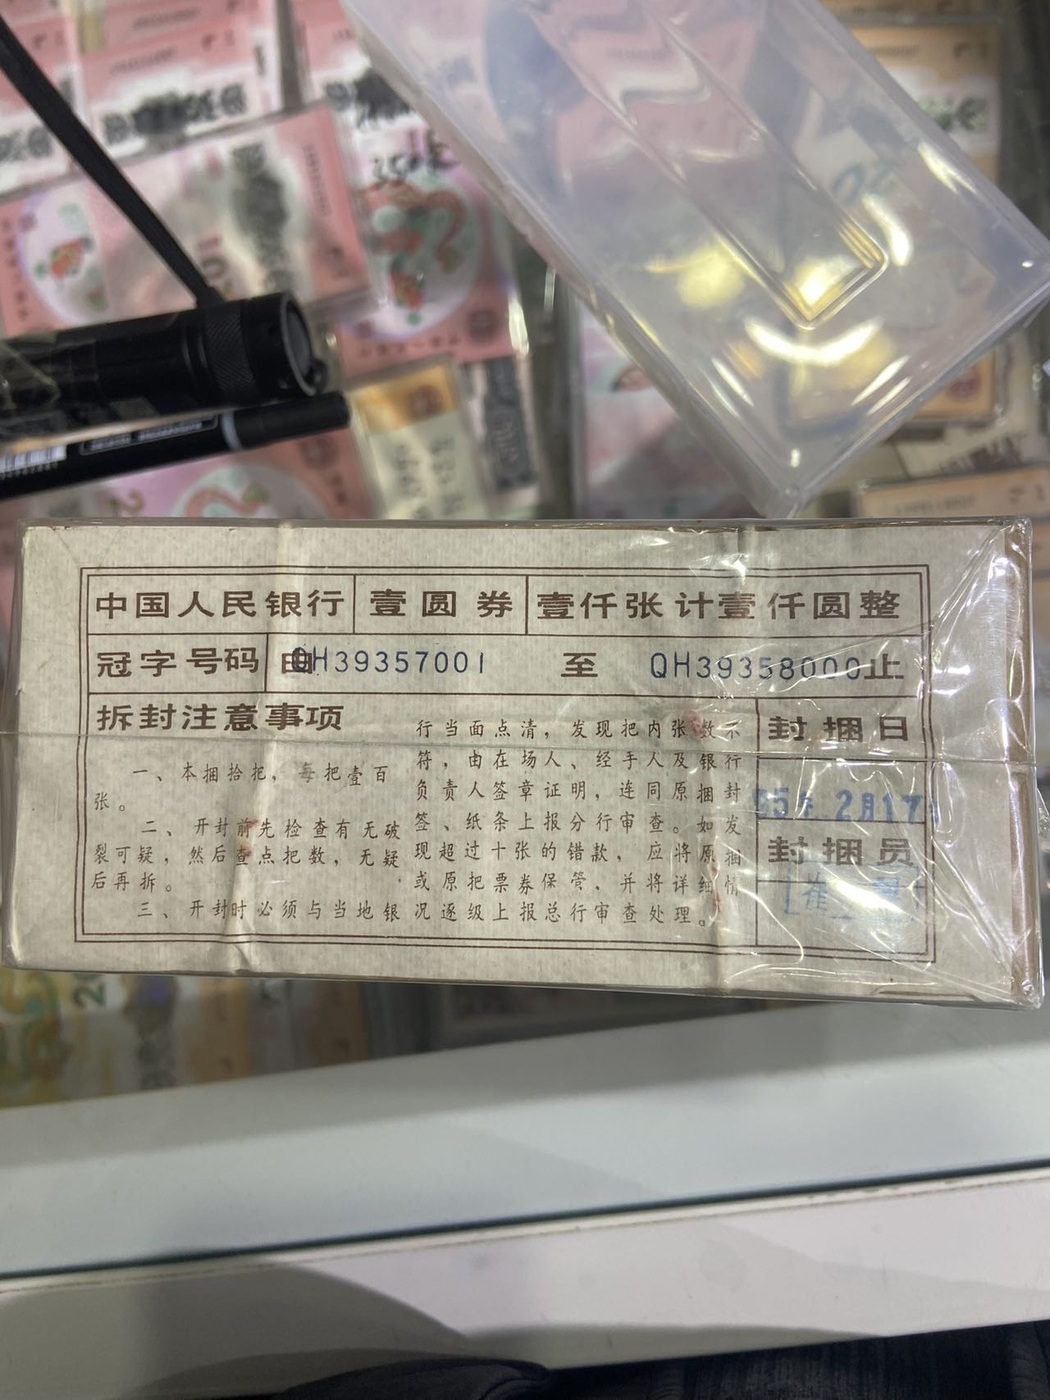 中国人民银行 壹圆券 壹仟张计壹仟圆整
冠字号码 由QH39357001 至 QH39358000止
拆封注意事项
一、本捆拾把，每把壹百
张。
二、开封前先检查有无破
裂可疑，然后查点把数，无疑
后再拆。
三、开封时必须与当地银
行当面点清，发现把内张数不
符，由在场人、经手人及银行
负责人签章证明，连同原捆封
签、纸条上报分行审查。如发
现超过十张的错款，应将原捆
或原把票券保管，并将详细情
况逐级上报总行审查处理。
封捆日
2月17
封捆员
350元